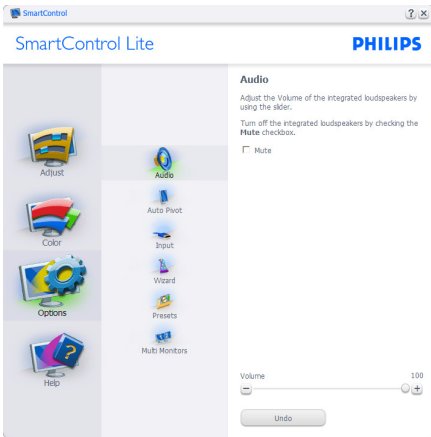 SmartControl
SmartControl Lite
PHILIPS
Adjust
Color
Options
Help
Audio
Auto Pivot
Input
Wizard
Presets
Multi Monitors
Audio
Adjust the Volume of the integrated loudspeakers by
using the slider.
Turn off the integrated loudspeakers by checking the
Mute checkbox.
Mute
Volume 100
Undo